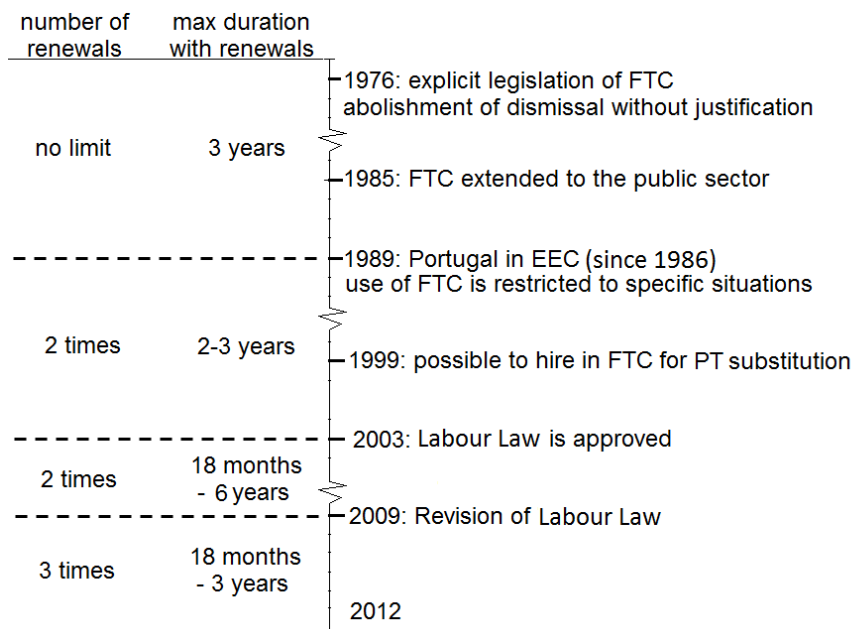 number of renewals
max duration with renewals
1976: explicit legislation of FTC
abolishment of dismissal without justification
no limit
3 years
1985: FTC extended to the public sector
1989: Portugal in EEC (since 1986)
use of FTC is restricted to specific situations
2 times
2-3 years
1999: possible to hire in FTC for PT substitution
2003: Labour Law is approved
2 times
18 months
- 6 years
2009: Revision of Labour Law
3 times
18 months
- 3 years
2012